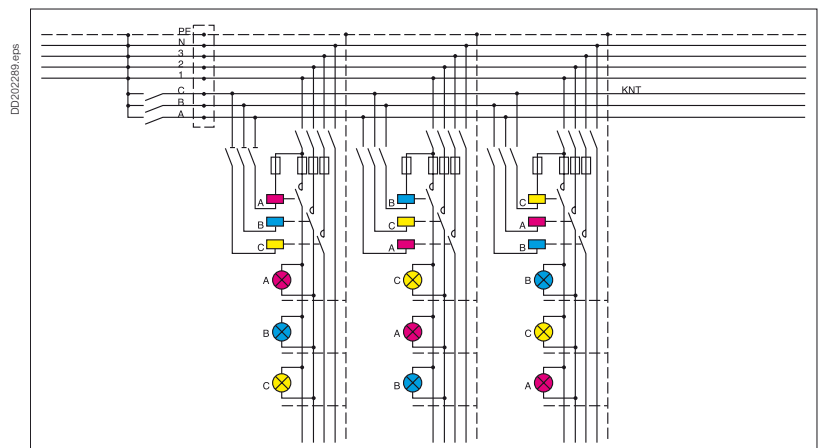 DD202289.eps
PE
N
3
2
1
C
KNT
B
A
A B C
B C A
C A B
A C B
B A C
C B A